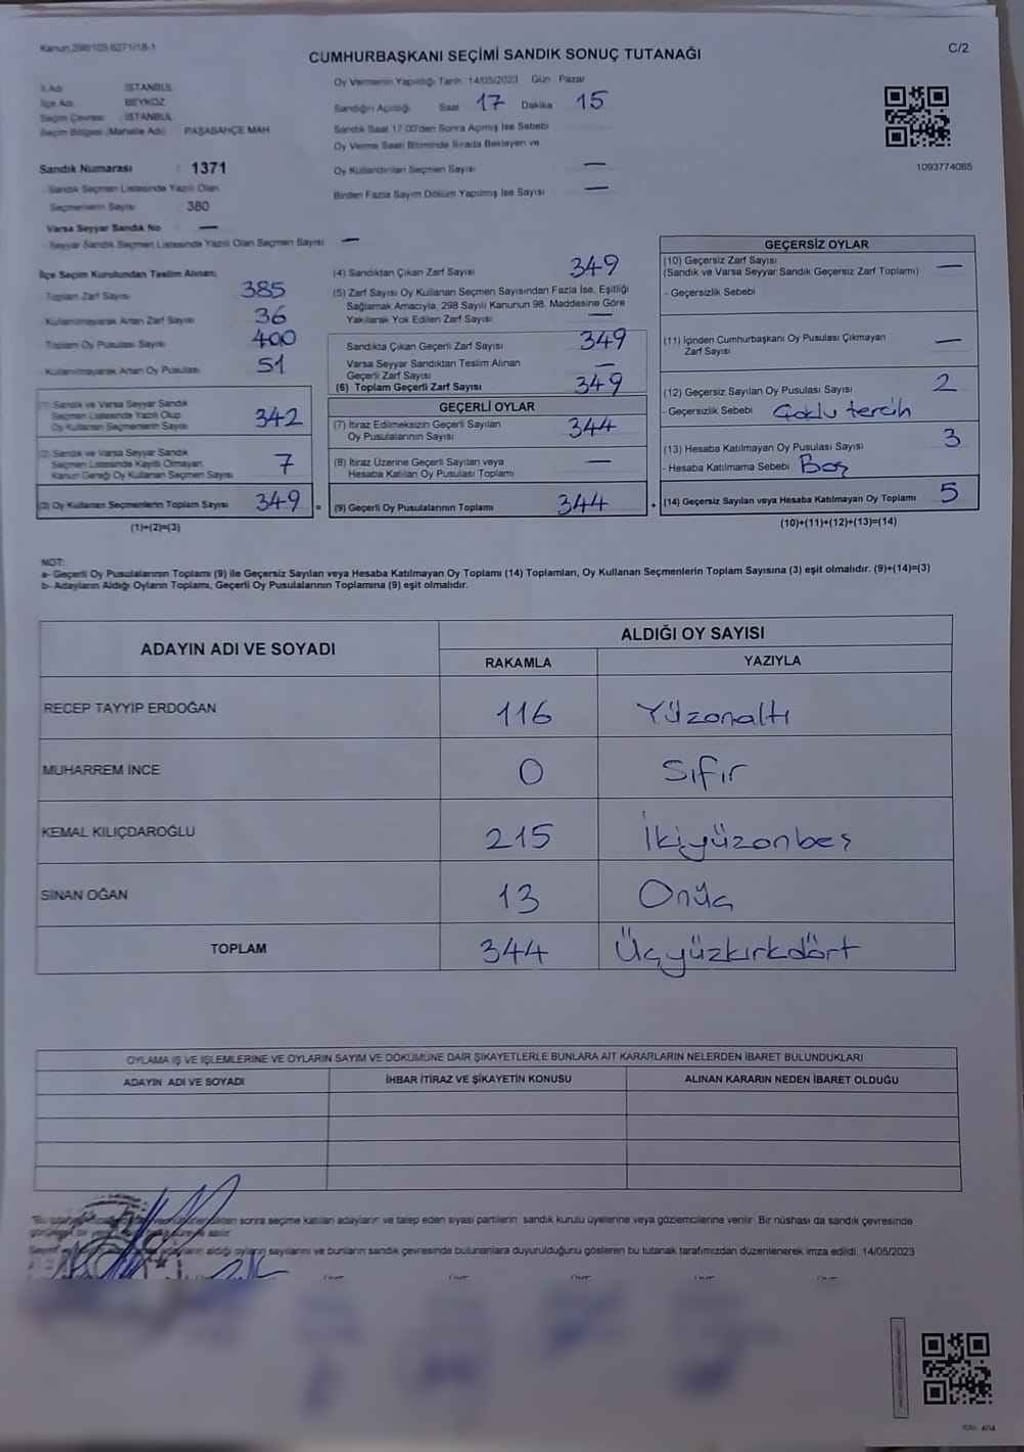 Kanun 298/103-6271/18-1
C/2
CUMHURBAŞKANI SEÇİMİ SANDIK SONUÇ TUTANAĞI
İl Adı : İSTANBUL
İlçe Adı : BEYKOZ
Seçim Çevresi : İSTANBUL
Seçim Bölgesi (Mahalle Adı) : PAŞABAHÇE MAH
Sandık Numarası : 1371
Sandık Seçmen Listesinde Yazılı Olan
Seçmenlerin Sayısı : 380
Varsa Seyyar Sandık No —
Seyyar Sandık Seçmen Listesinde Yazılı Olan Seçmen Sayısı —
Oy Vermenin Yapıldığı Tarih: 14/05/2023 Gün : Pazar
Sandığın Açıldığı Saat 17 Dakika 15
Sandık Saat 17:00'den Sonra Açılmış İse Sebebi
Oy Verme Saati Bitiminde Sırada Bekleyen ve
Oy Kullandırılan Seçmen Sayısı —
Birden Fazla Sayım Döküm Yapılmış İse Sayısı —
1093774085
İlçe Seçim Kurulundan Teslim Alınan:
Toplam Zarf Sayısı 385
Kullanılmayarak Artan Zarf Sayısı 36
Toplam Oy Pusulası Sayısı 400
Kullanılmayarak Artan Oy Pusulası 51
(1) Sandık ve Varsa Seyyar Sandık
Seçmen Listesinde Yazılı Olup
Oy Kullanan Seçmenlerin Sayısı 342
(2) Sandık ve Varsa Seyyar Sandık
Seçmen Listesinde Kayıtlı Olmayan
Kanun Gereği Oy Kullanan Seçmen Sayısı 7
(3) Oy Kullanan Seçmenlerin Toplam Sayısı 349
(1)+(2)=(3)
(4) Sandıktan Çıkan Zarf Sayısı 349
(5) Zarf Sayısı Oy Kullanan Seçmen Sayısından Fazla İse, Eşitliği
Sağlamak Amacıyla, 298 Sayılı Kanunun 98. Maddesine Göre
Yakılarak Yok Edilen Zarf Sayısı —
Sandıkta Çıkan Geçerli Zarf Sayısı 349
Varsa Seyyar Sandıktan Teslim Alınan
Geçerli Zarf Sayısı —
(6) Toplam Geçerli Zarf Sayısı 349
GEÇERLİ OYLAR
(7) İtiraz Edilmeksizin Geçerli Sayılan
Oy Pusulalarının Sayısı 344
(8) İtiraz Üzerine Geçerli Sayılan veya
Hesaba Katılan Oy Pusulası Toplamı —
(9) Geçerli Oy Pusulalarının Toplamı 344
GEÇERSİZ OYLAR
(10) Geçersiz Zarf Sayısı
(Sandık ve Varsa Seyyar Sandık Geçersiz Zarf Toplamı) —
- Geçersizlik Sebebi
(11) İçinden Cumhurbaşkanı Oy Pusulası Çıkmayan
Zarf Sayısı —
(12) Geçersiz Sayılan Oy Pusulası Sayısı 2
- Geçersizlik Sebebi Çoklu tercih
(13) Hesaba Katılmayan Oy Pusulası Sayısı 3
- Hesaba Katılmama Sebebi Boş
(14) Geçersiz Sayılan veya Hesaba Katılmayan Oy Toplamı 5
(10)+(11)+(12)+(13)=(14)
NOT:
a- Geçerli Oy Pusulalarının Toplamı (9) ile Geçersiz Sayılan veya Hesaba Katılmayan Oy Toplamı (14) Toplamları, Oy Kullanan Seçmenlerin Toplam Sayısına (3) eşit olmalıdır. (9)+(14)=(3)
b- Adayların Aldığı Oyların Toplamı, Geçerli Oy Pusulalarının Toplamına (9) eşit olmalıdır.
ADAYIN ADI VE SOYADI
ALDIĞI OY SAYISI
RAKAMLA YAZIYLA
RECEP TAYYİP ERDOĞAN 116 Yüzonaltı
MUHARREM İNCE 0 Sıfır
KEMAL KILIÇDAROĞLU 215 İkiyüzonbeş
SİNAN OĞAN 13 Onüç
TOPLAM 344 Üçyüzkırkdört
OYLAMA İŞ VE İŞLEMLERİNE VE OYLARIN SAYIM VE DÖKÜMÜNE DAİR ŞİKAYETLERLE BUNLARA AİT KARARLARIN NELERDEN İBARET BULUNDUKLARI
ADAYIN ADI VE SOYADI İHBAR İTİRAZ VE ŞİKAYETİN KONUSU ALINAN KARARIN NEDEN İBARET OLDUĞU
sonra seçime katılan adayların ve talep eden siyasi partilerin sandık kurulu üyelerine veya gözlemcilerine verilir. Bir nüshası da sandık çevresinde
adayların aldığı oyların sayılarını ve bunların sandık çevresinde bulunanlara duyurulduğunu gösteren bu tutanak tarafımızdan düzenlenerek imza edildi. 14/05/2023